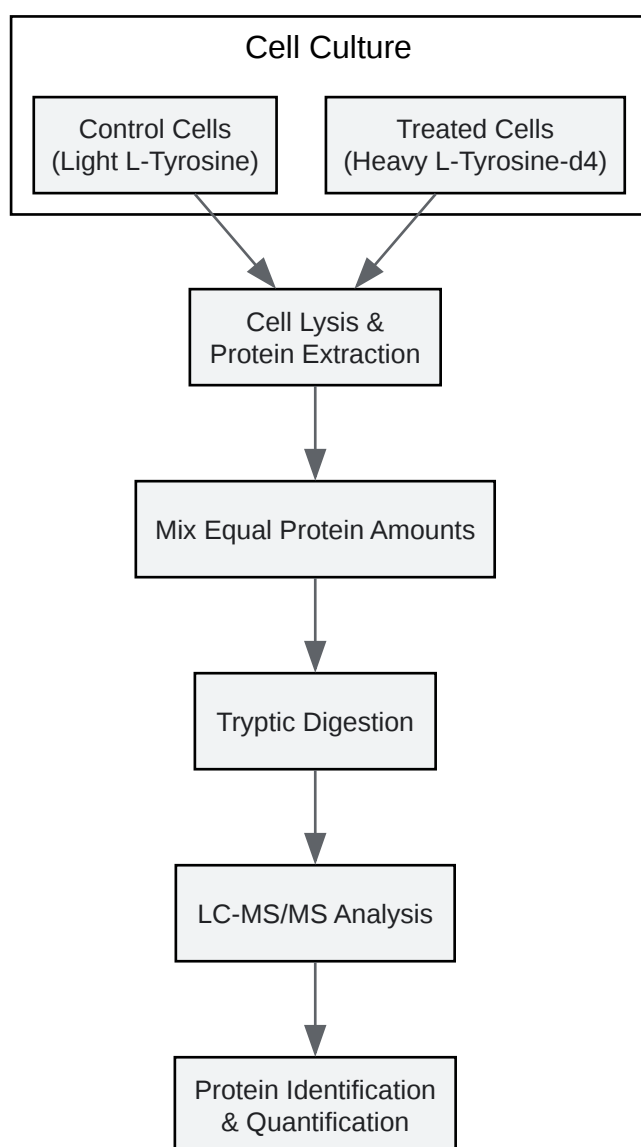 Cell Culture
Control Cells
(Light L-Tyrosine)
Treated Cells
(Heavy L-Tyrosine-d4)
Cell Lysis &
Protein Extraction
Mix Equal Protein Amounts
Tryptic Digestion
LC-MS/MS Analysis
Protein Identification
& Quantification